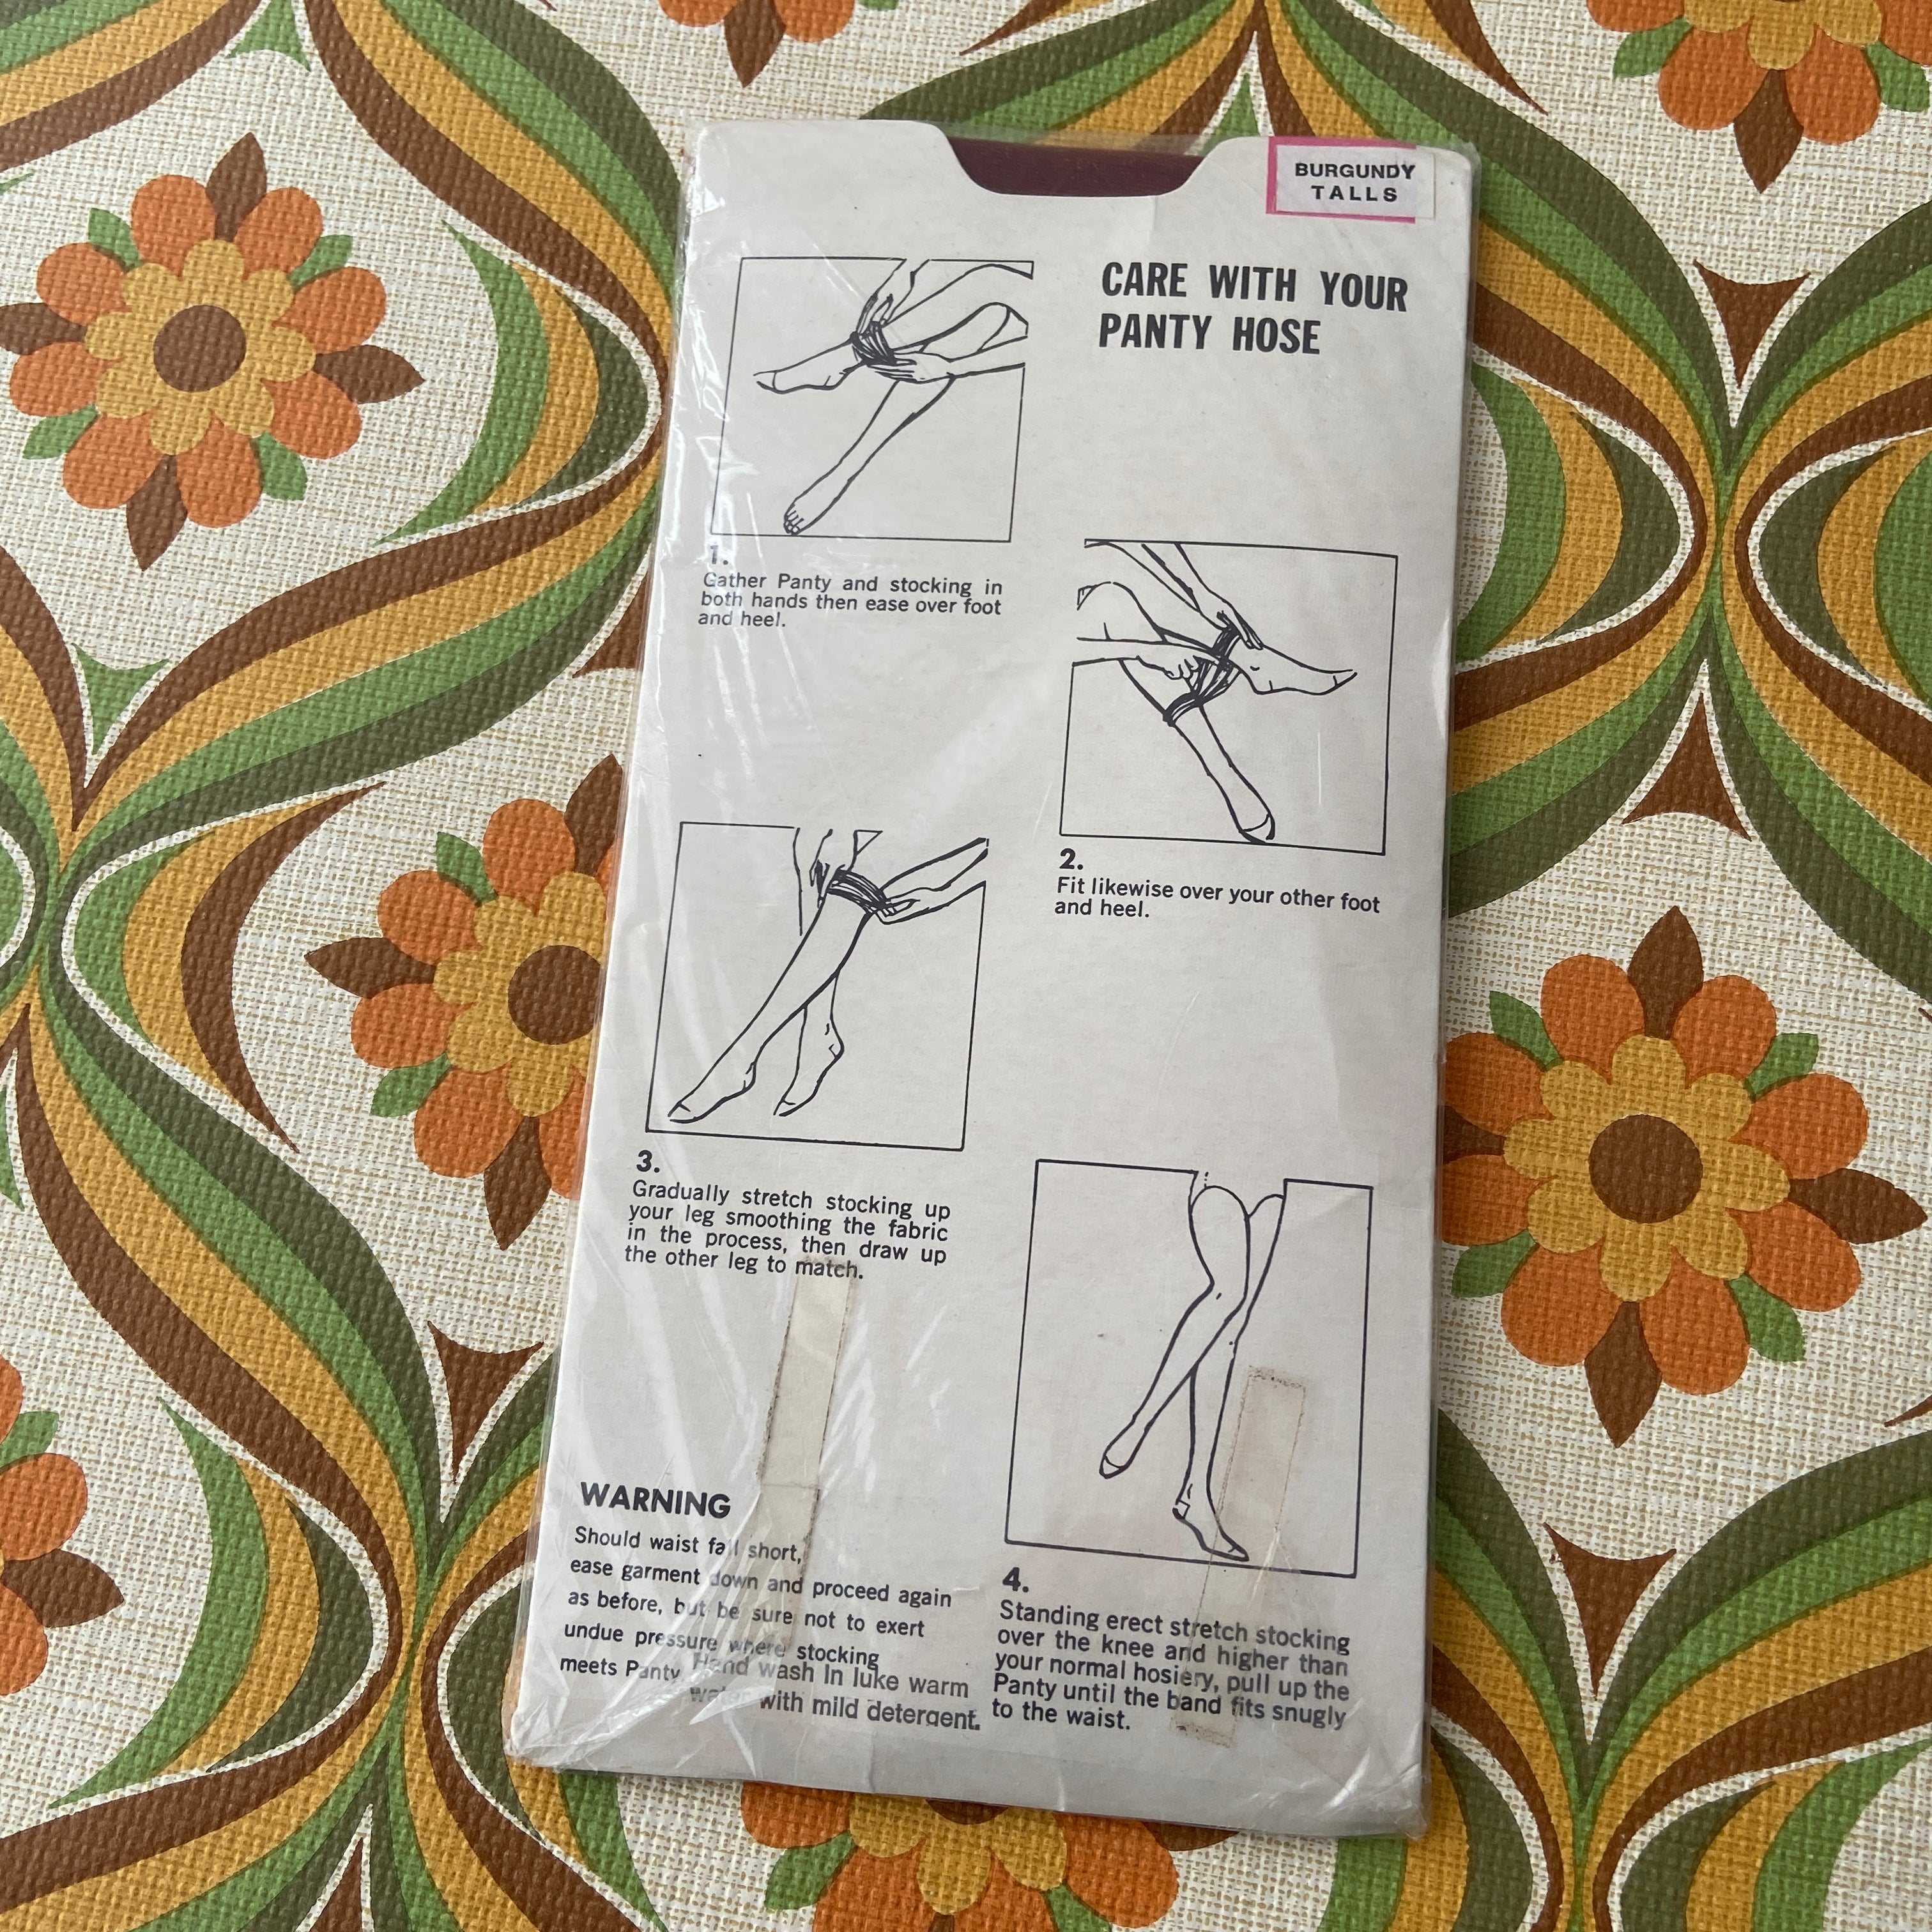 BURGUNDY
TALLS
CARE WITH YOUR
PANTY HOSE
1.
Gather Panty and stocking in
both hands then ease over foot
and heel.
2.
Fit likewise over your other foot
and heel.
3.
Gradually stretch stocking up
your leg smoothing the fabric
in the process, then draw up
the other leg to match.
4.
Standing erect stretch stocking
over the knee and higher than
your normal hosiery, pull up the
Panty until the band fits snugly
to the waist.
WARNING
Should waist fall short,
ease garment down and proceed again
as before, but be sure not to exert
undue pressure where stocking
meets Panty.
Hand wash In luke warm
water with mild detergent.